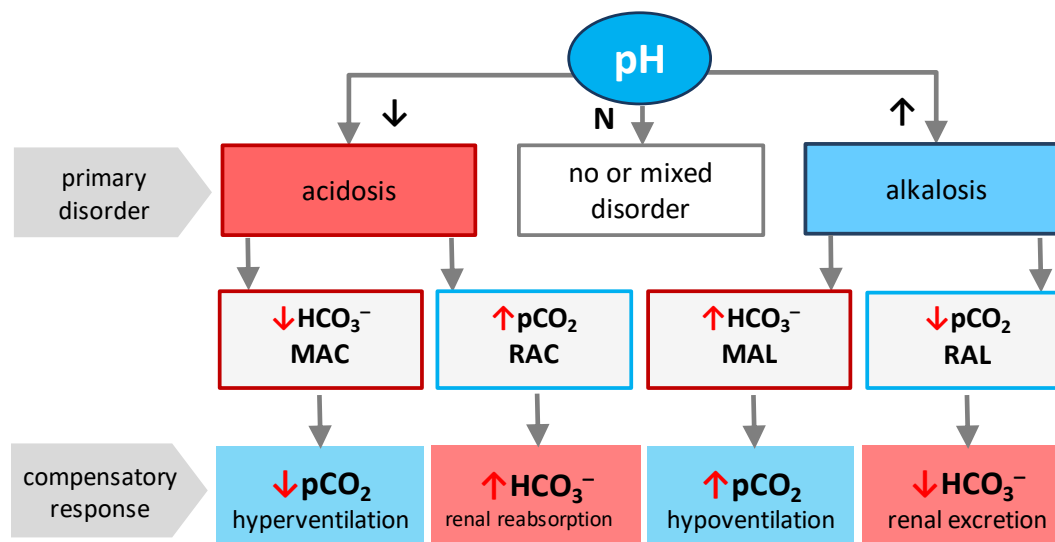 pH
↓
N
↑
primary
disorder
acidosis
no or mixed
disorder
alkalosis
↓HCO₃⁻
MAC
↑pCO₂
RAC
↑HCO₃⁻
MAL
↓pCO₂
RAL
compensatory
response
↓pCO₂
hyperventilation
↑HCO₃⁻
renal reabsorption
↑pCO₂
hypoventilation
↓HCO₃⁻
renal excretion